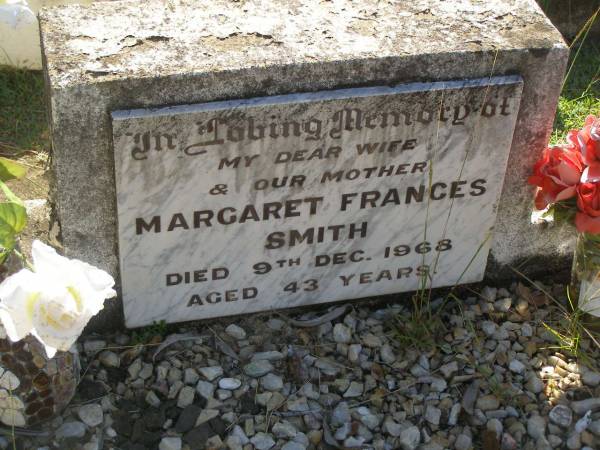 In Loving Memory of
MY DEAR WIFE
& OUR MOTHER
MARGARET FRANCES
SMITH
DIED 9TH DEC. 1968
AGED 43 YEARS.